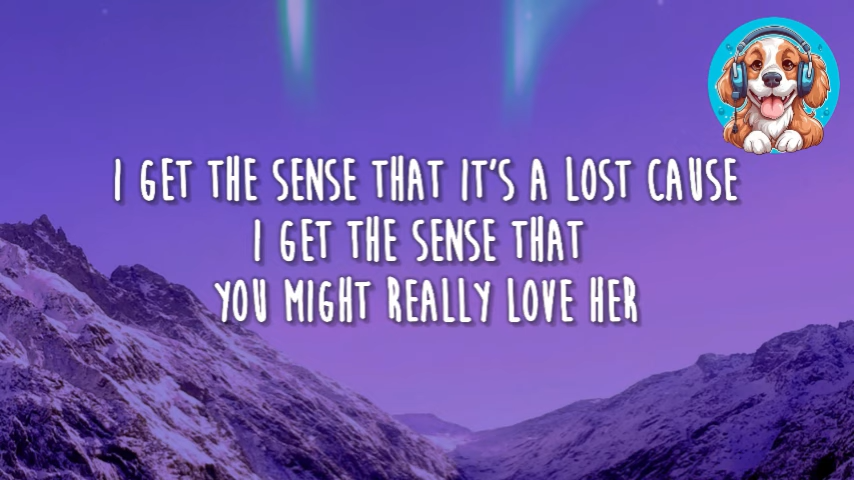 I GET THE SENSE THAT IT'S A LOST CAUSE
I GET THE SENSE THAT
YOU MIGHT REALLY LOVE HER